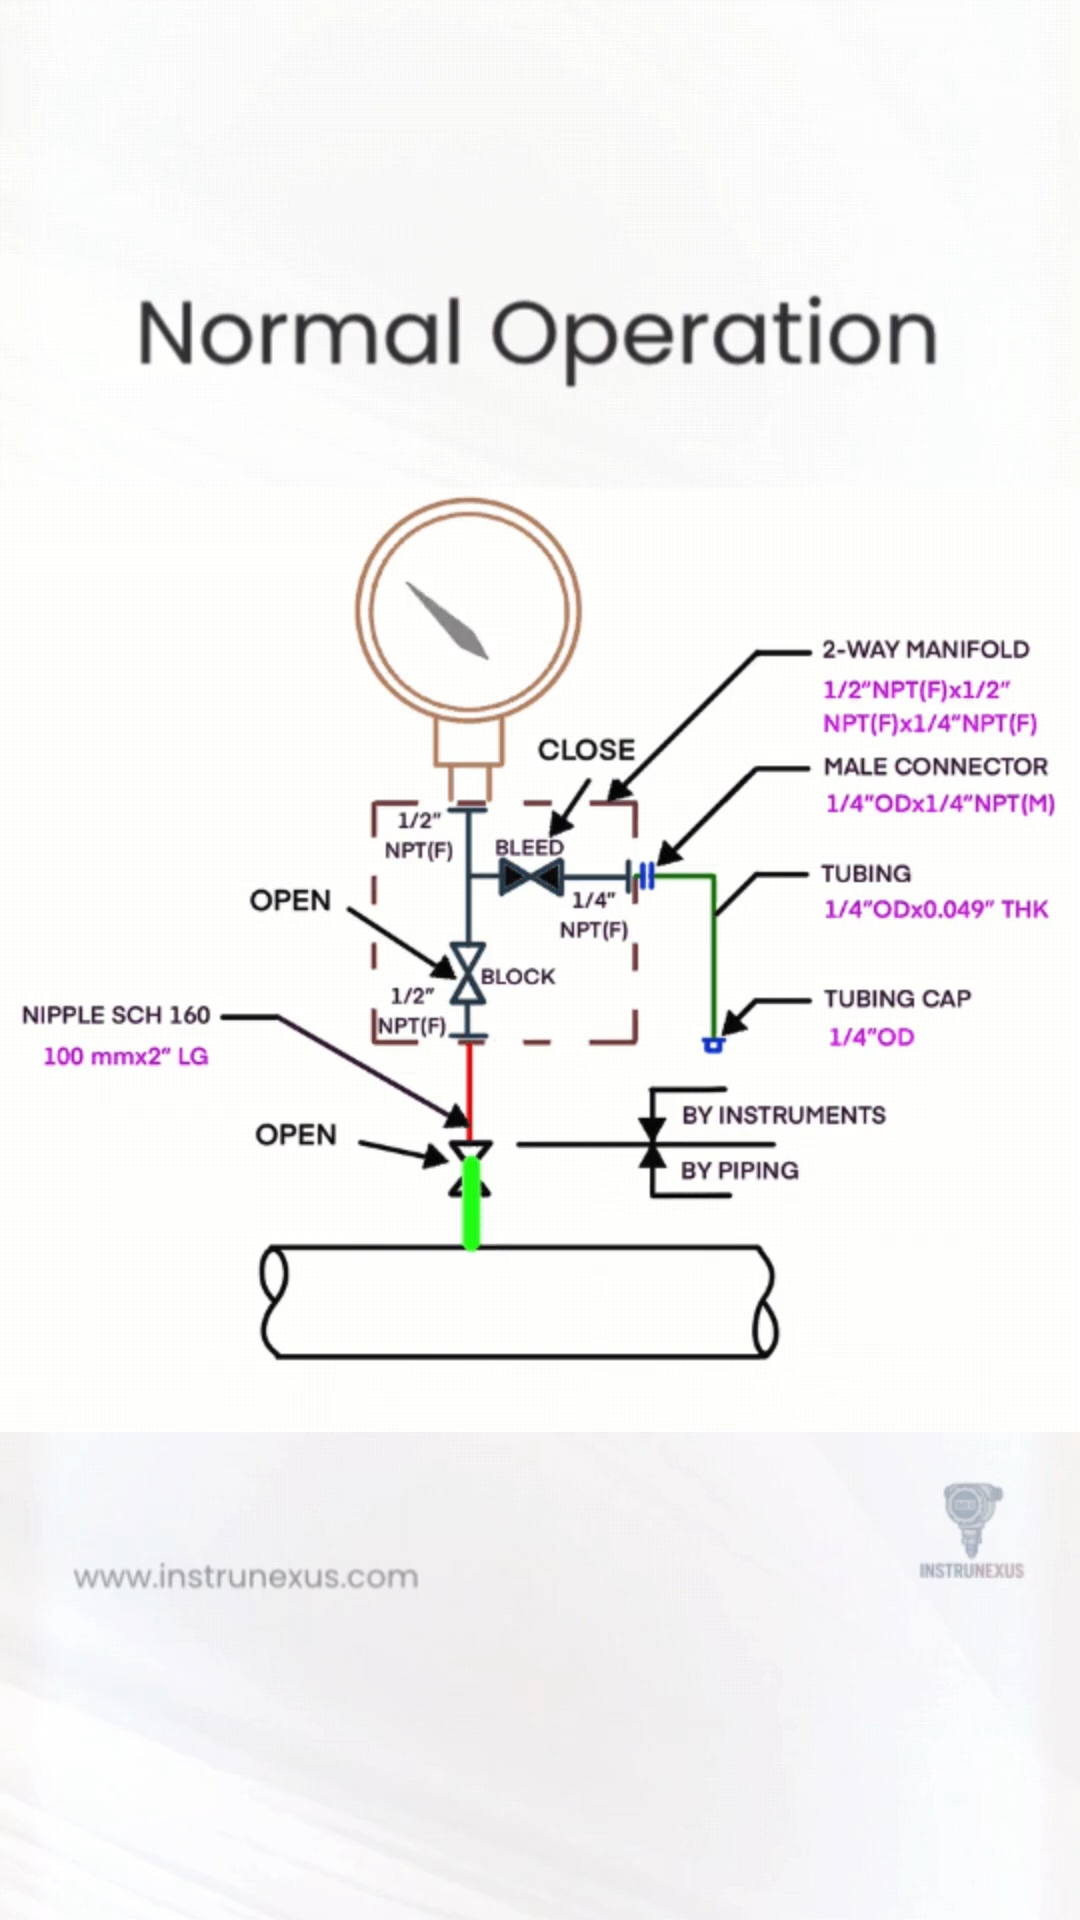 Normal Operation
2-WAY MANIFOLD
1/2"NPT(F)x1/2"
NPT(F)x1/4"NPT(F)
CLOSE
MALE CONNECTOR
1/4"ODx1/4"NPT(M)
1/2"
NPT(F)
BLEED
TUBING
1/4"ODx0.049" THK
OPEN
1/4"
NPT(F)
BLOCK
1/2"
NPT(F)
NIPPLE SCH 160
100 mmx2" LG
TUBING CAP
1/4"OD
OPEN
BY INSTRUMENTS
BY PIPING
www.instrunexus.com
INSTRUNEXUS